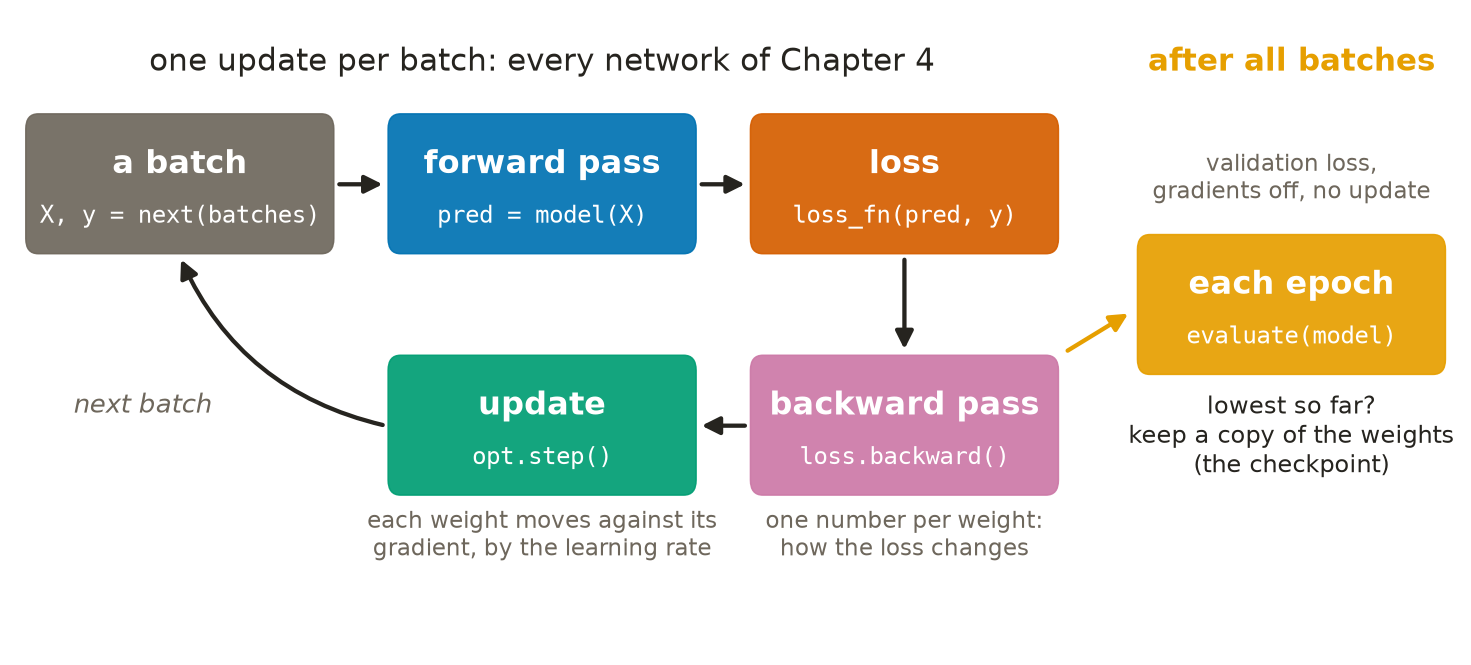 one update per batch: every network of Chapter 4
after all batches
a batch
X, y = next(batches)
forward pass
pred = model(X)
loss
loss_fn(pred, y)
validation loss,
gradients off, no update
each epoch
evaluate(model)
lowest so far?
keep a copy of the weights
(the checkpoint)
next batch
update
opt.step()
each weight moves against its
gradient, by the learning rate
backward pass
loss.backward()
one number per weight:
how the loss changes